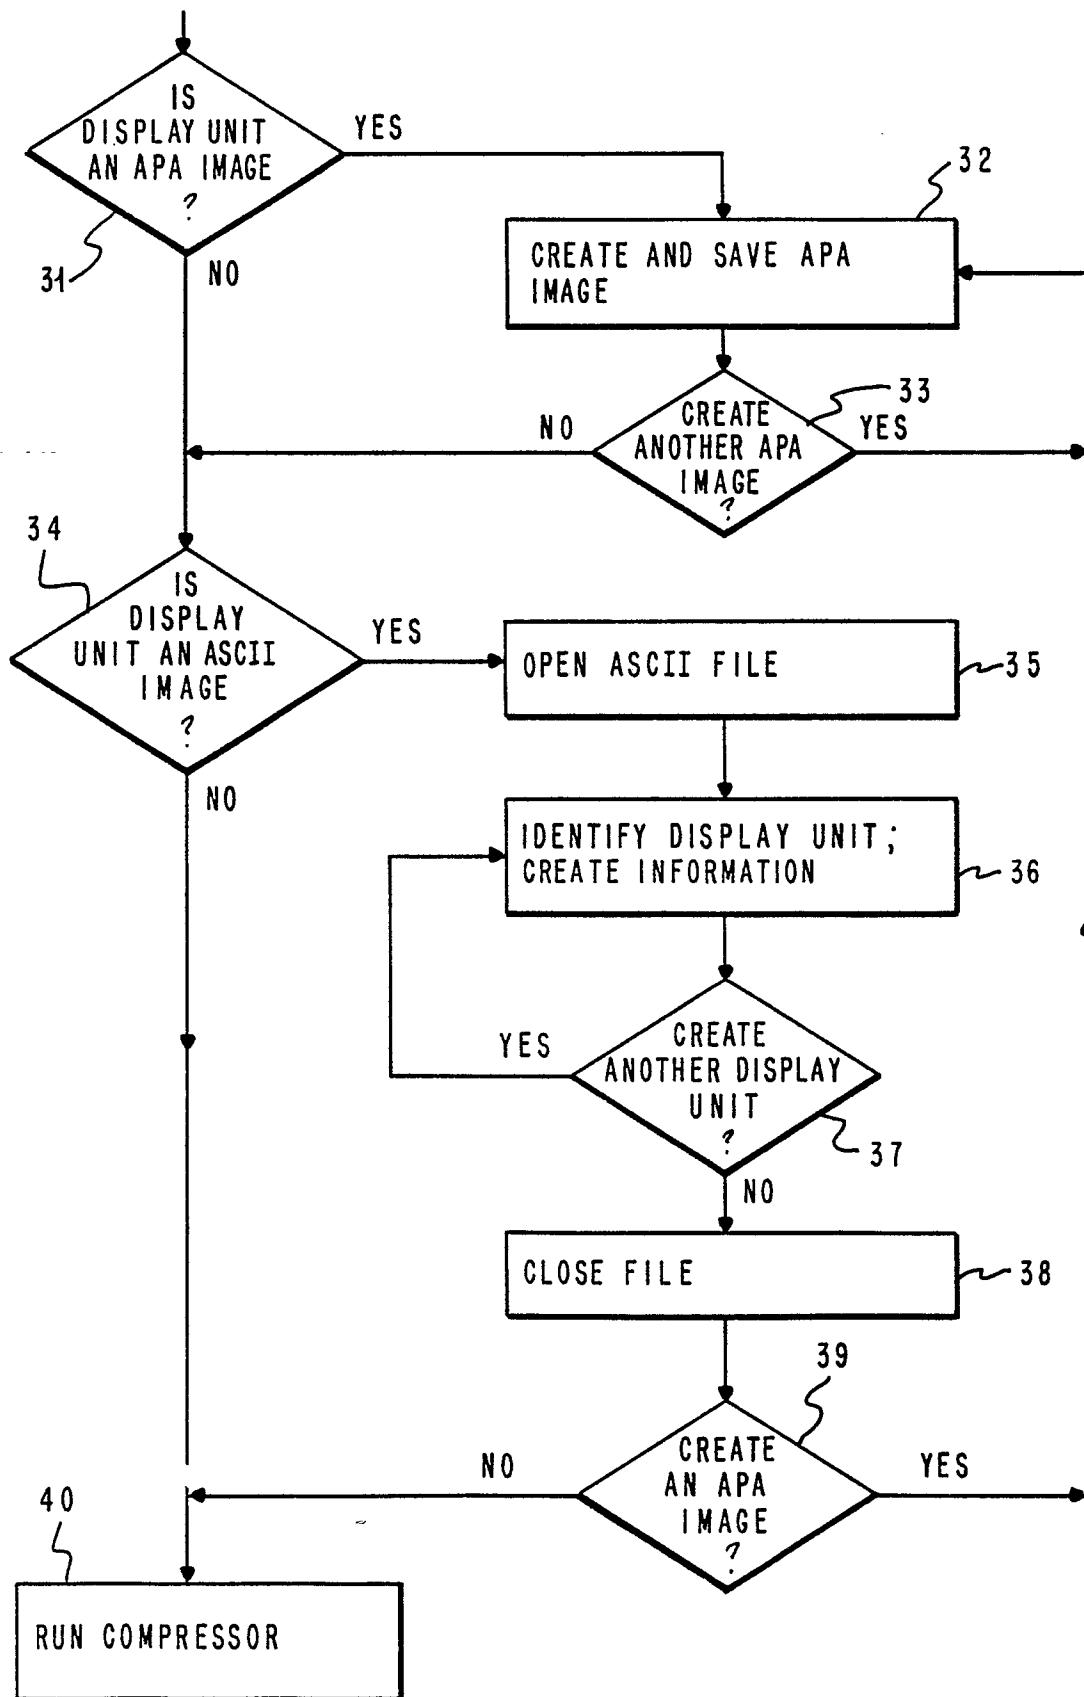 IS
DISPLAY UNIT
AN APA IMAGE
?
YES
31
NO
32
CREATE AND SAVE APA
IMAGE
33
CREATE
ANOTHER APA
IMAGE
?
NO
YES
34
IS
DISPLAY
UNIT AN ASCII
IMAGE
?
YES
NO
OPEN ASCII FILE
35
IDENTIFY DISPLAY UNIT;
CREATE INFORMATION
36
CREATE
ANOTHER DISPLAY
UNIT
?
YES
37
NO
CLOSE FILE
38
39
CREATE
AN APA
IMAGE
?
NO
YES
40
RUN COMPRESSOR